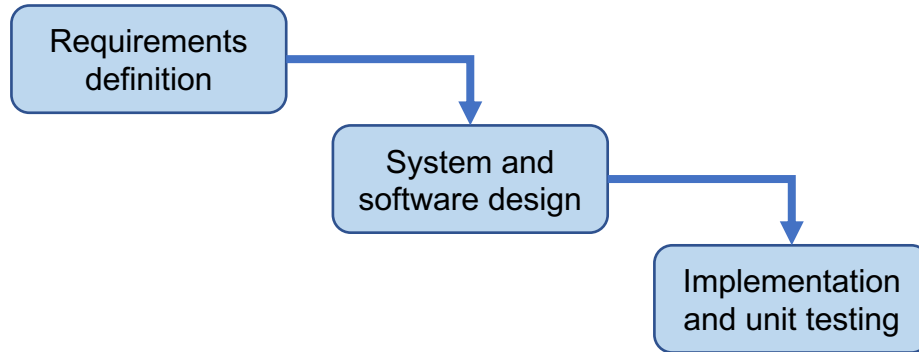 Requirements
definition
System and
software design
Implementation
and unit testing